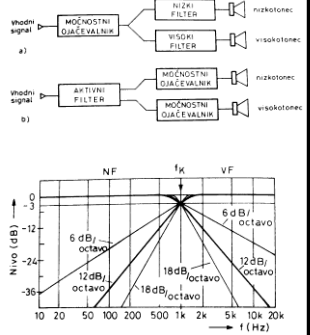 NIZKI
FILTER
nizkotonec
Vhodni
signal
MOČNOSTNI
OJAČEVALNIK
VISOKI
FILTER
visokotonec
a)
MOČNOSTNI
OJAČEVALNIK
nizkotonec
Vhodni
signal
AKTIVNI
FILTER
MOČNOSTNI
OJAČEVALNIK
visokotonec
b)
NF
fK
VF
Nivo (dB)
0
-3
-12
-24
-36
6 dB/
octavo
12dB/
octavo
18dB/octavo
6 dB/
octavo
12dB/
octavo
18dB/
octavo
10 20 50 100 200 500 1k 2k 5k 10k 20k
f (Hz)